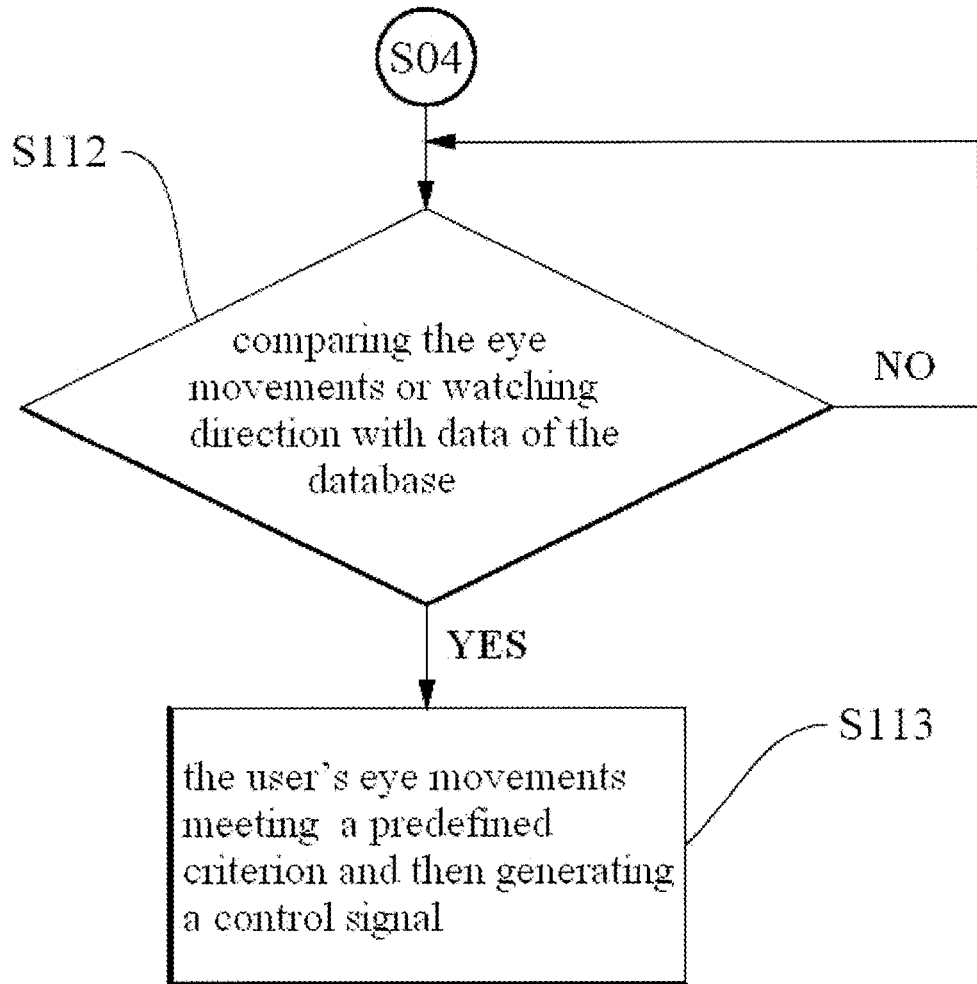 S04
S112
comparing the eye
movements or watching
direction with data of the
database
NO
YES
S113
the user's eye movements
meeting a predefined
criterion and then generating
a control signal